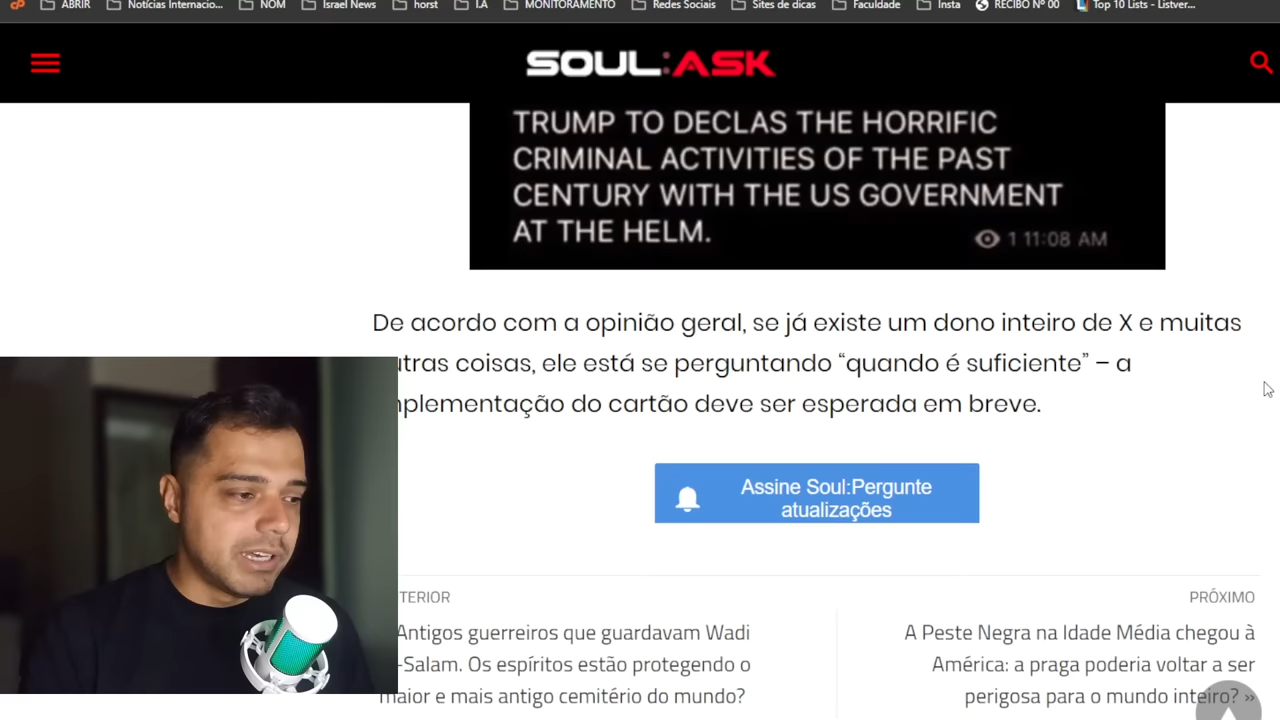 ABRIR
Notícias Internacio...
NOM
Israel News
horst
I.A
MONITORAMENTO
Redes Sociais
Sites de dicas
Faculdade
Insta
RECIBO Nº 00
Top 10 Lists - Listver...
SOUL:ASK
TRUMP TO DECLAS THE HORRIFIC
CRIMINAL ACTIVITIES OF THE PAST
CENTURY WITH THE US GOVERNMENT
AT THE HELM.
1 11:08 AM
De acordo com a opinião geral, se já existe um dono inteiro de X e muitas
utras coisas, ele está se perguntando “quando é suficiente” – a
nplementação do cartão deve ser esperada em breve.
Assine Soul:Pergunte
atualizações
TERIOR
PRÓXIMO
Antigos guerreiros que guardavam Wadi
-Salam. Os espíritos estão protegendo o
maior e mais antigo cemitério do mundo?
A Peste Negra na Idade Média chegou à
América: a praga poderia voltar a ser
perigosa para o mundo inteiro? »